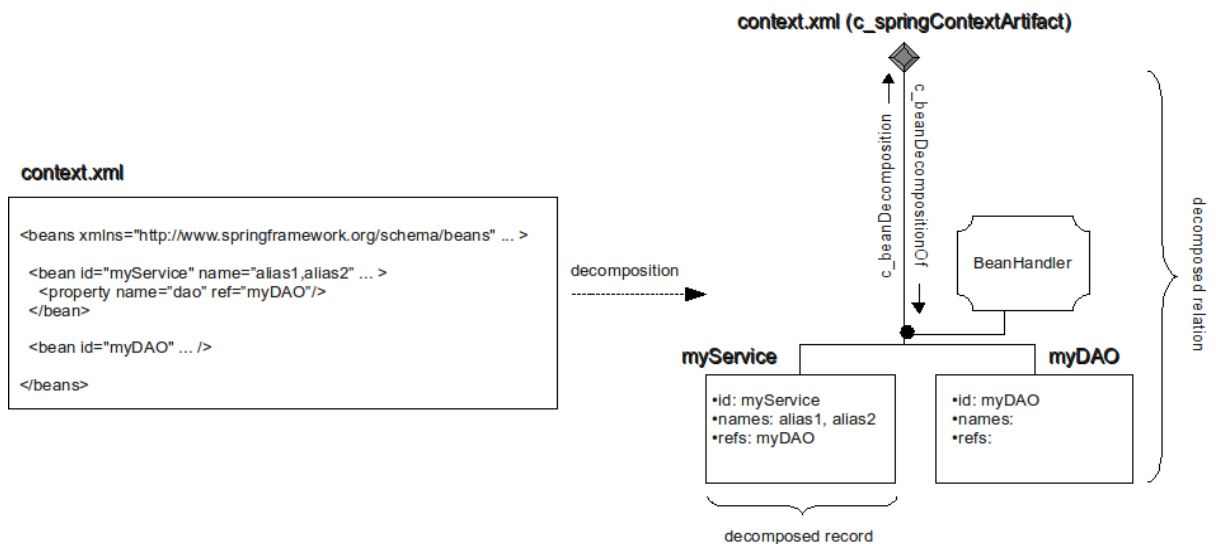 context.xml (c_springContextArtifact)
c_beanDecomposition
c_beanDecompositionOf
context.xml
<beans xmlns="http://www.springframework.org/schema/beans" ... >
<bean id="myService" name="alias1,alias2" ... >
<property name="dao" ref="myDAO"/>
</bean>
<bean id="myDAO" ... />
</beans>
decomposition
BeanHandler
decomposed relation
myService
•id: myService
•names: alias1, alias2
•refs: myDAO
myDAO
•id: myDAO
•names:
•refs:
decomposed record